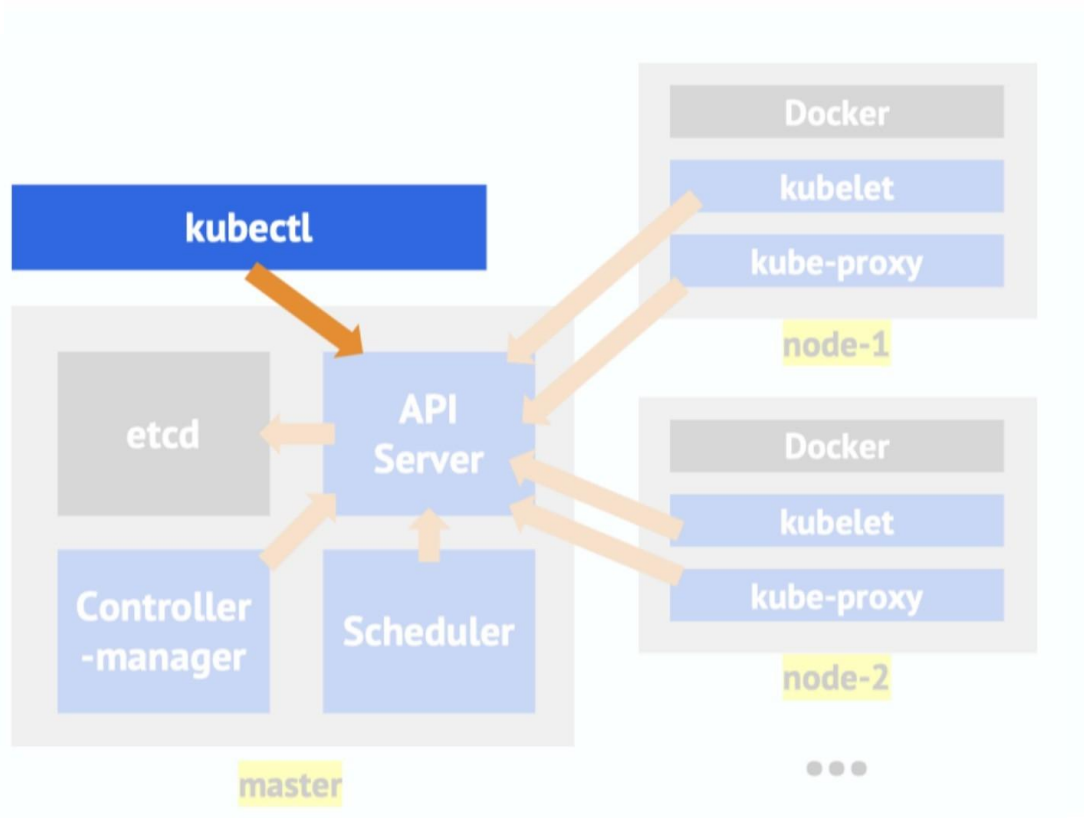 kubectl
etcd
API
Server
Controller
-manager
Scheduler
master
Docker
kubelet
kube-proxy
node-1
Docker
kubelet
kube-proxy
node-2